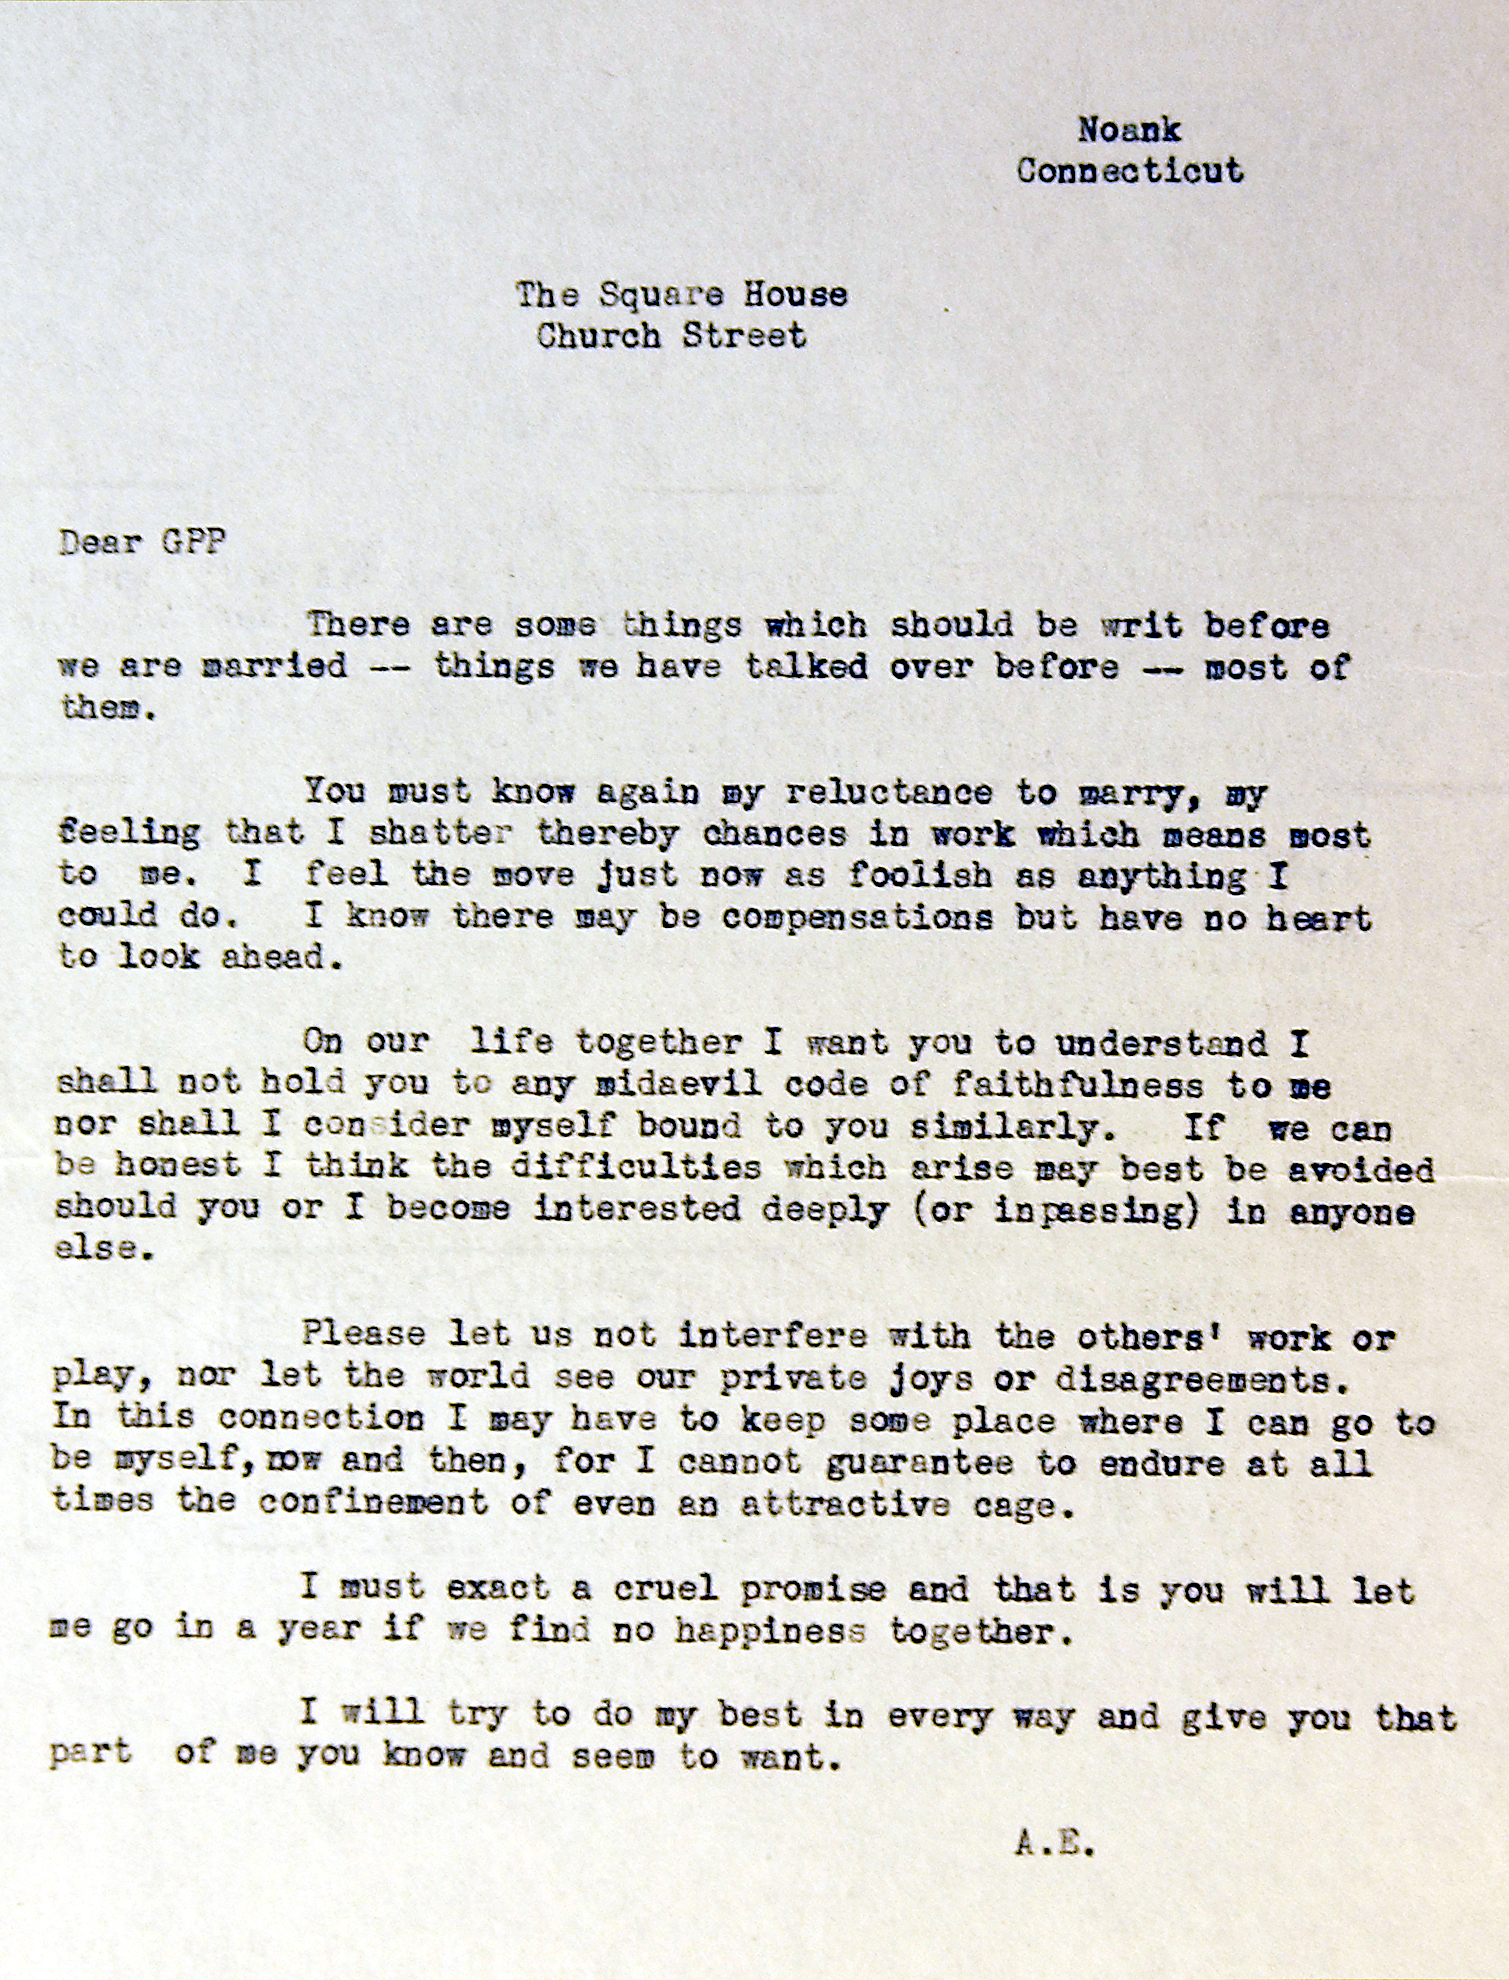 Noank
Connecticut
The Square House
Church Street
Dear GPP
There are some things which should be writ before
we are married -- things we have talked over before -- most of
them.
You must know again my reluctance to marry, my
feeling that I shatter thereby chances in work which means most
to me. I feel the move just now as foolish as anything I
could do. I know there may be compensations but have no heart
to look ahead.
On our life together I want you to understand I
shall not hold you to any midaevil code of faithfulness to me
nor shall I consider myself bound to you similarly. If we can
be honest I think the difficulties which arise may best be avoided
should you or I become interested deeply (or in passing) in anyone
else.
Please let us not interfere with the others' work or
play, nor let the world see our private joys or disagreements.
In this connection I may have to keep some place where I can go to
be myself, now and then, for I cannot guarantee to endure at all
times the confinement of even an attractive cage.
I must exact a cruel promise and that is you will let
me go in a year if we find no happiness together.
I will try to do my best in every way and give you that
part of me you know and seem to want.
A.E.